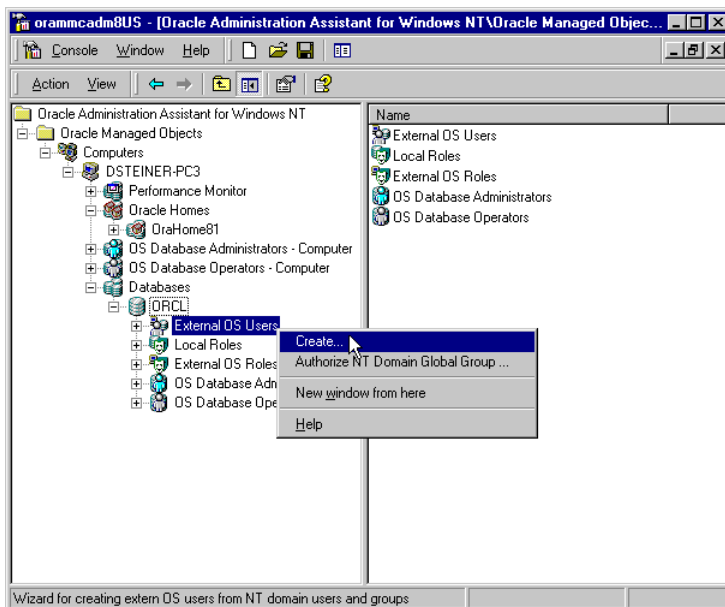 orammcadm8US - [Oracle Administration Assistant for Windows NT\Oracle Managed Objec...
Console Window Help
Action View
Oracle Administration Assistant for Windows NT
Oracle Managed Objects
Computers
DSTEINER-PC3
Performance Monitor
Oracle Homes
OraHome81
OS Database Administrators - Computer
OS Database Operators - Computer
Databases
ORCL
External OS Users
Local Roles
External OS Roles
OS Database Adn
OS Database Ope
Name
External OS Users
Local Roles
External OS Roles
OS Database Administrators
OS Database Operators
Create...
Authorize NT Domain Global Group ...
New window from here
Help
Wizard for creating extern OS users from NT domain users and groups